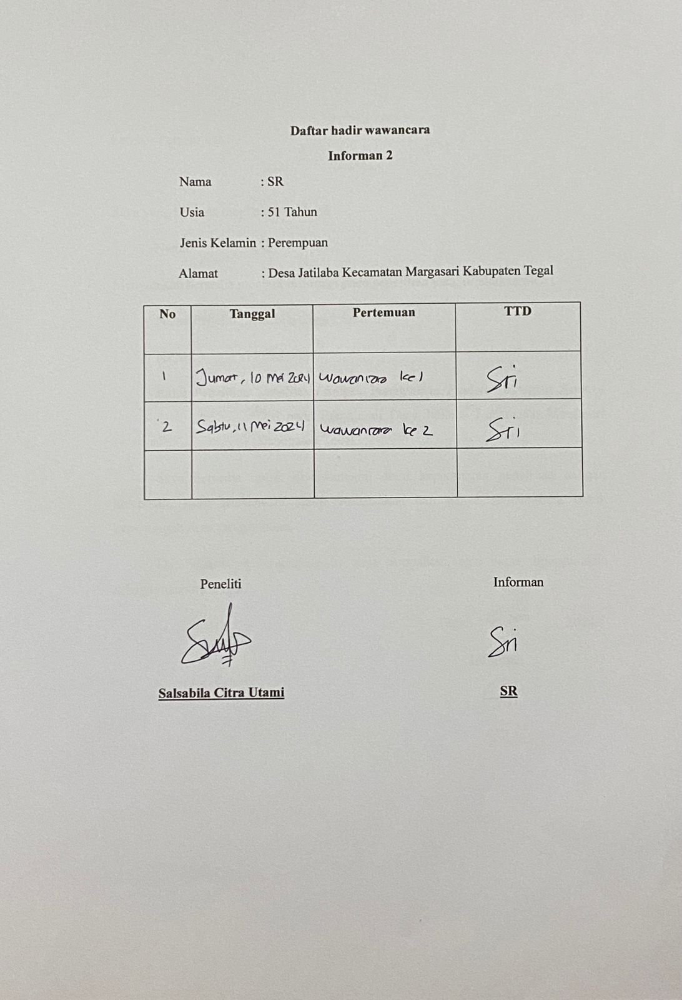 Daftar hadir wawancara
Informan 2
Nama : SR
Usia : 51 Tahun
Jenis Kelamin : Perempuan
Alamat : Desa Jatilaba Kecamatan Margasari Kabupaten Tegal
No Tanggal Pertemuan TTD
1 Jumat, 10 Mei 2024 wawancara ke 1 Sri
2 Sabtu, 11 Mei 2024 wawancara ke 2 Sri
Peneliti Informan
Sri
Salsabila Citra Utami SR